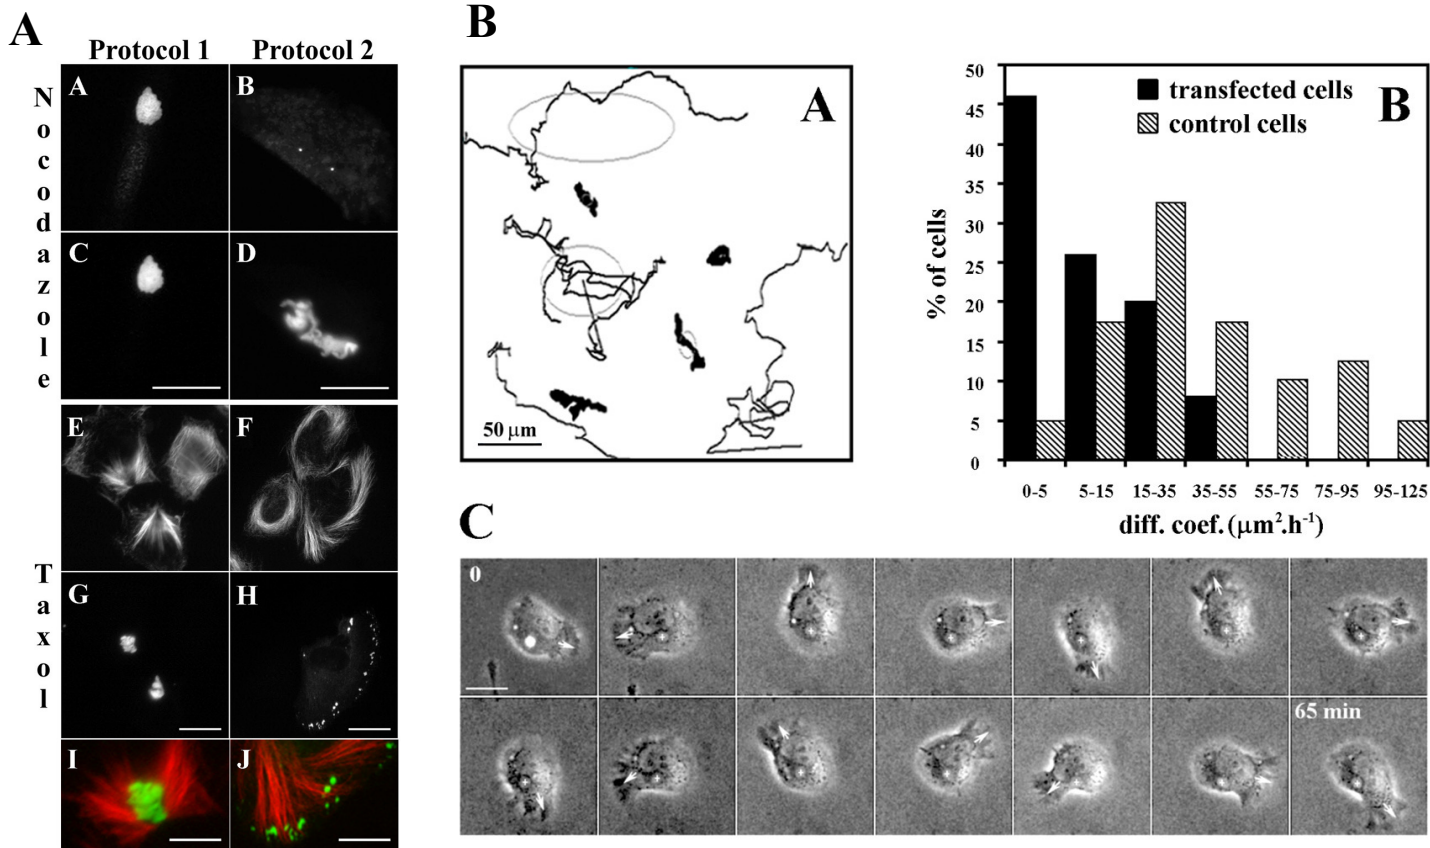 A
Protocol 1 Protocol 2
Nocodazole
A B
C D
E F
Taxol
G H
I J
B
A
50 μm
B
transfected cells
control cells
% of cells
50
45
40
35
30
25
20
15
10
5
0
0-5 5-15 15-35 35-55 55-75 75-95 95-125
diff. coef. (μm².h⁻¹)
C
0
65 min